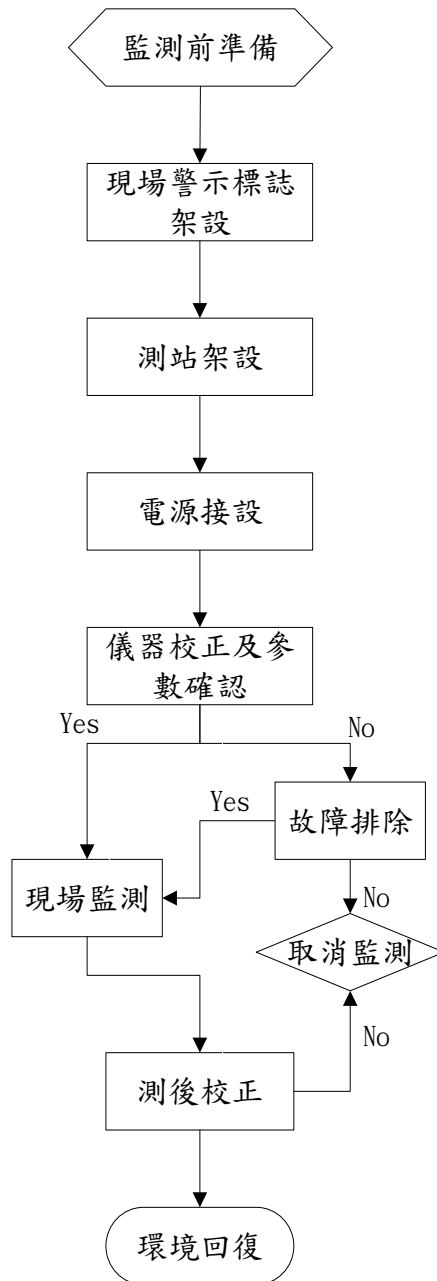 監測前準備
現場警示標誌
架設
測站架設
電源接設
儀器校正及參
數確認
Yes
No
Yes
故障排除
現場監測
No
取消監測
No
測後校正
環境回復